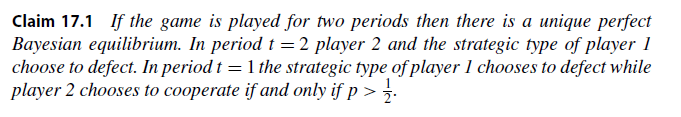 Claim 17.1 If the game is played for two periods then there is a unique perfect
Bayesian equilibrium. In period t = 2 player 2 and the strategic type of player 1
choose to defect. In period t = 1 the strategic type of player 1 chooses to defect while
player 2 chooses to cooperate if and only if p > 1/2.